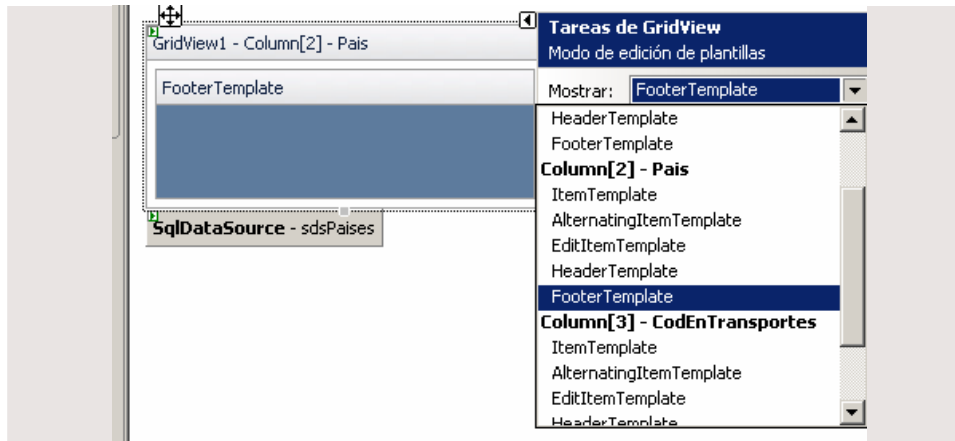 GridView1 - Column[2] - Pais
FooterTemplate
SqlDataSource - sdsPaises
Tareas de GridView
Modo de edición de plantillas
Mostrar: FooterTemplate
HeaderTemplate
FooterTemplate
Column[2] - Pais
ItemTemplate
AlternatingItemTemplate
EditItemTemplate
HeaderTemplate
FooterTemplate
Column[3] - CodEnTransportes
ItemTemplate
AlternatingItemTemplate
EditItemTemplate
HeaderTemplate